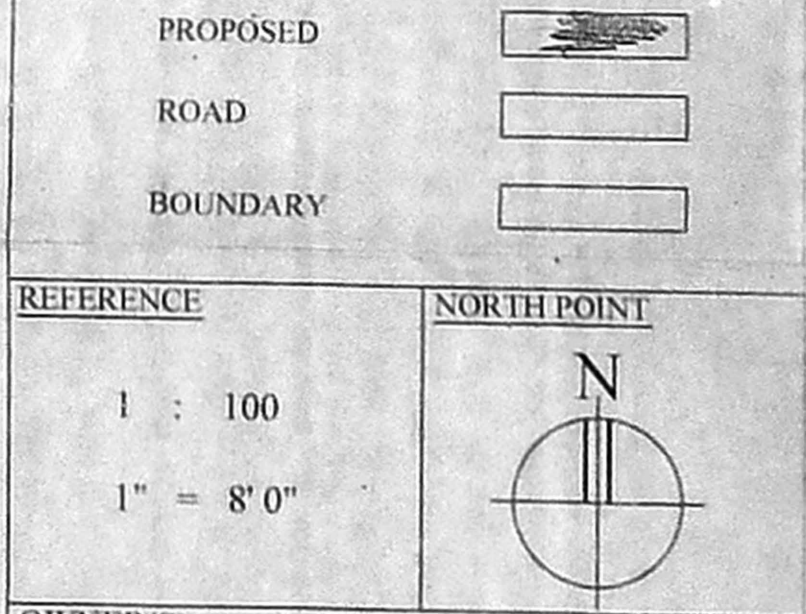 PROPOSED
ROAD
BOUNDARY
REFERENCE
1 : 100
1" = 8' 0"
NORTH POINT
N